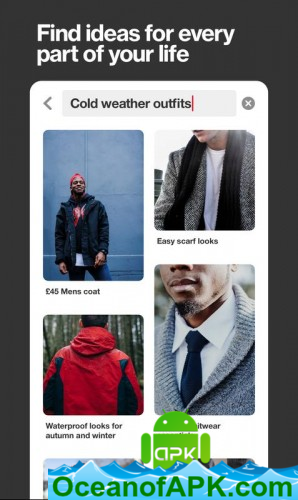 Find ideas for every
part of your life
Cold weather outfits
Easy scarf looks
£45 Mens coat
itwear
Waterproof looks for
autumn and winter
APK
OceanofAPK.com